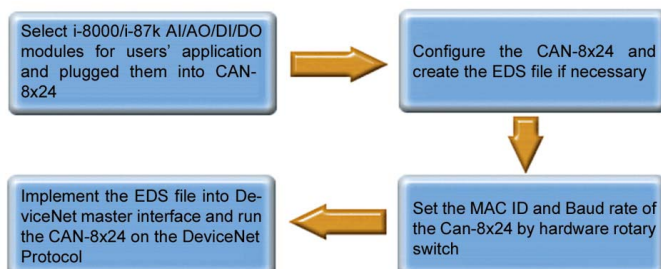 Select i-8000/i-87k AI/AO/DI/DO
modules for users' application
and plugged them into CAN-
8x24
Configure the CAN-8x24 and
create the EDS file if necessary
Set the MAC ID and Baud rate of
the Can-8x24 by hardware rotary
switch
Implement the EDS file into De-
viceNet master interface and run
the CAN-8x24 on the DeviceNet
Protocol